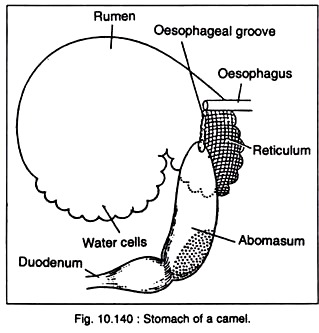 Rumen
Oesophageal groove
Oesophagus
Reticulum
Abomasum
Water cells
Duodenum
Fig. 10.140 : Stomach of a camel.